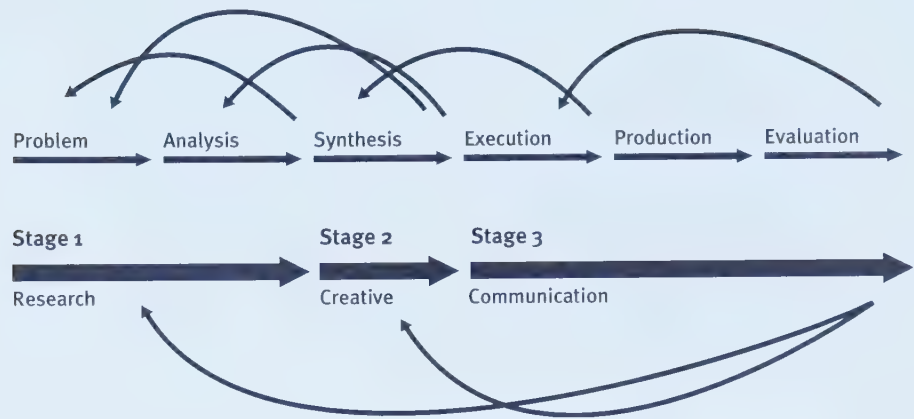 Problem Analysis Synthesis Execution Production Evaluation
Stage 1 Stage 2 Stage 3
Research Creative Communication